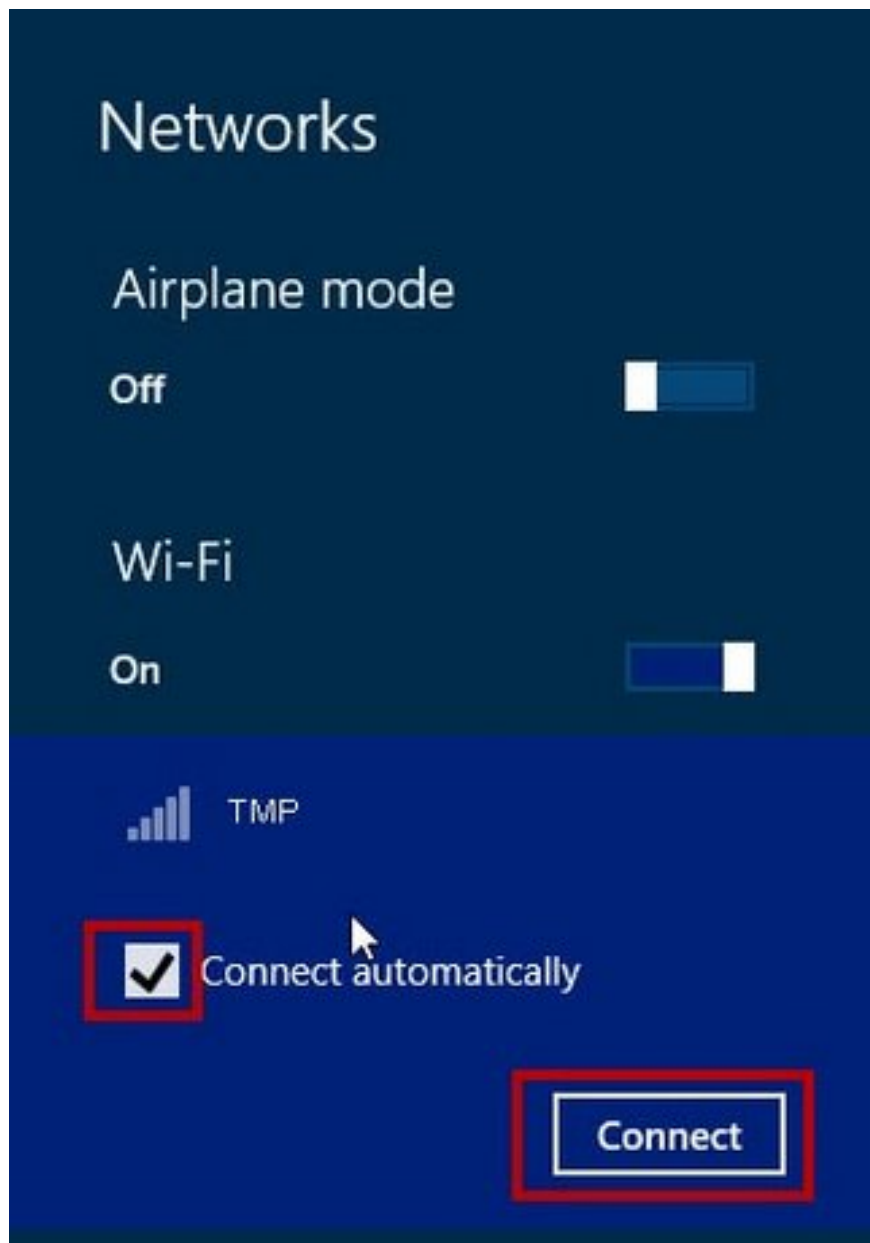 Networks
Airplane mode
Off
Wi-Fi
On
TMP
Connect automatically
Connect